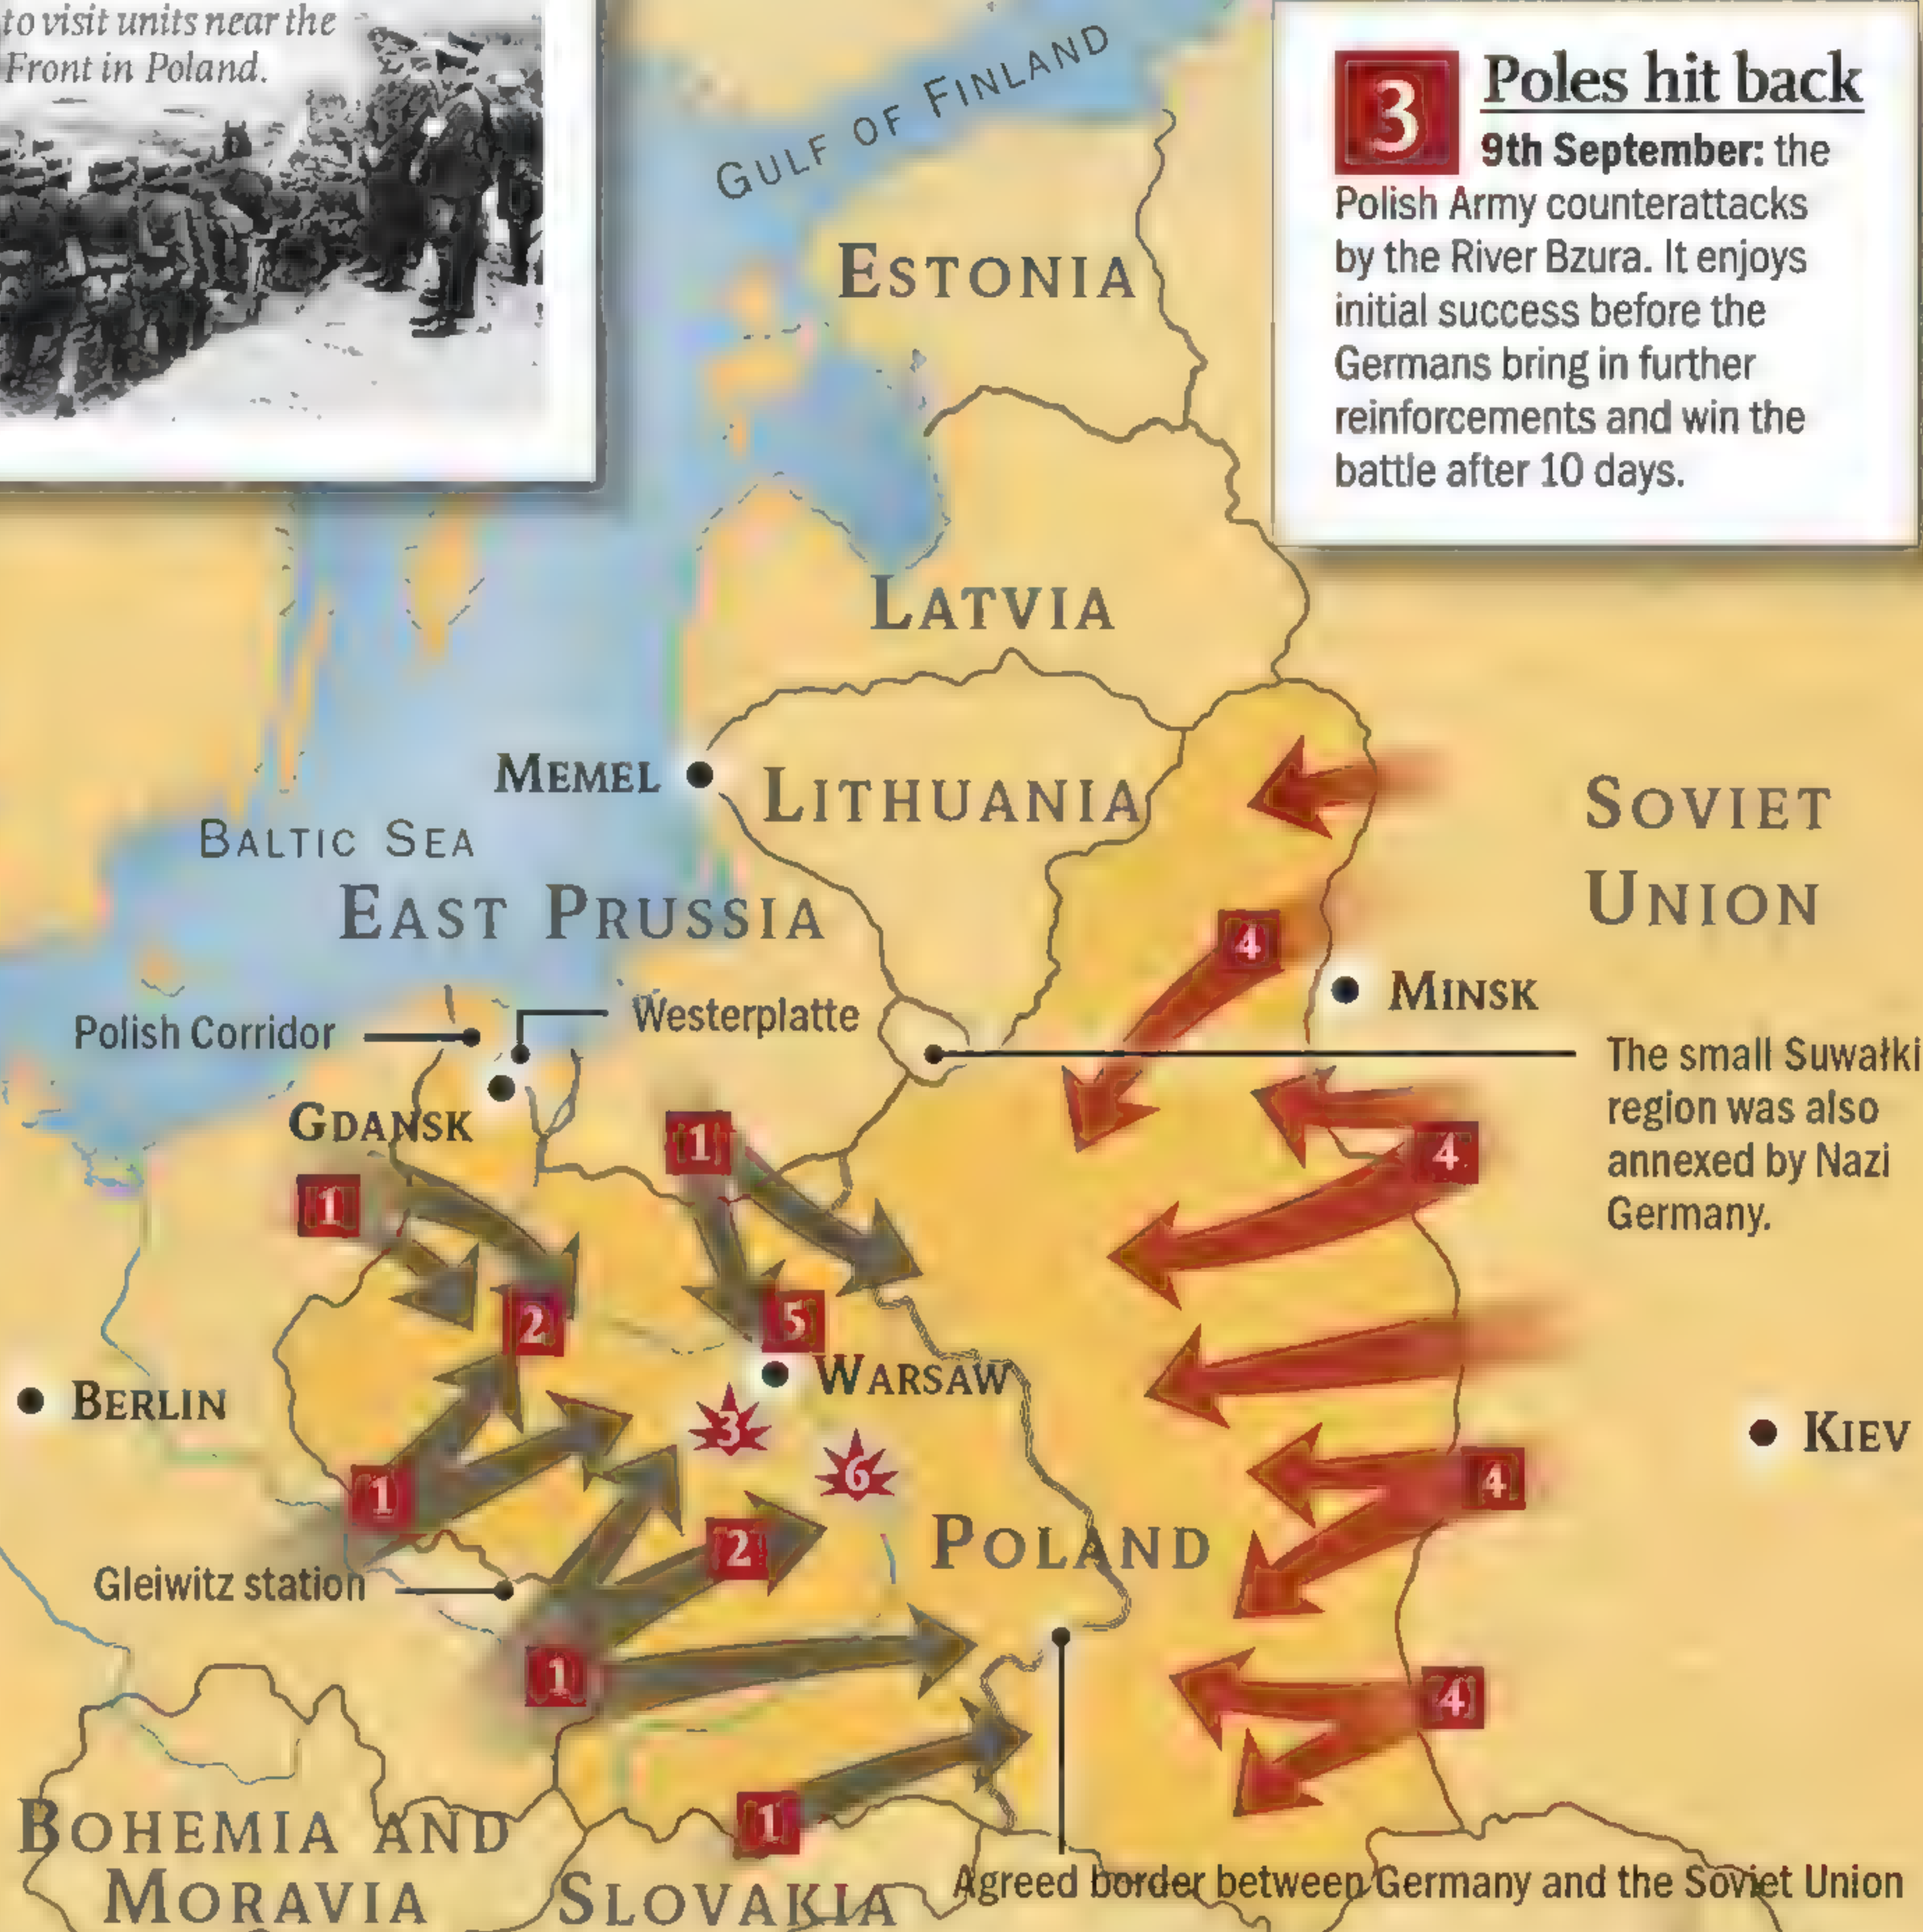 to visit units near the
Front in Poland.
3
Poles hit back
9th September: the
Polish Army counterattacks
by the River Bzura. It enjoys
initial success before the
Germans bring in further
reinforcements and win the
battle after 10 days.
GULF OF FINLAND
ESTONIA
LATVIA
MEMEL
LITHUANIA
SOVIET
UNION
BALTIC SEA
EAST PRUSSIA
4
MINSK
Polish Corridor
Westerplatte
The small Suwałki
region was also
annexed by Nazi
Germany.
GDANSK
1
4
1
2
5
WARSAW
BERLIN
3
KIEV
6
4
1
2
POLAND
Gleiwitz station
1
4
1
BOHEMIA AND
MORAVIA
SLOVAKIA
Agreed border between Germany and the Soviet Union